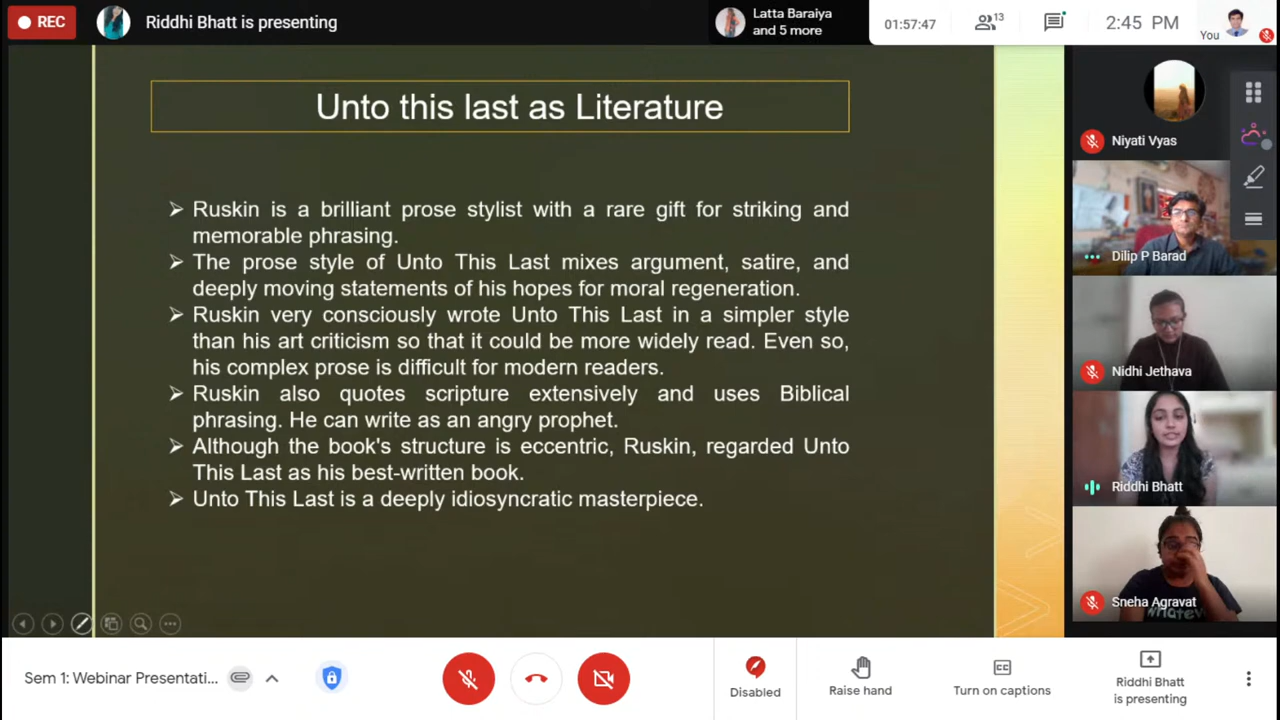 REC
Riddhi Bhatt is presenting
Latta Baraiya
and 5 more
01:57:47
13
2:45 PM
You
Unto this last as Literature
Ruskin is a brilliant prose stylist with a rare gift for striking and
memorable phrasing.
The prose style of Unto This Last mixes argument, satire, and
deeply moving statements of his hopes for moral regeneration.
Ruskin very consciously wrote Unto This Last in a simpler style
than his art criticism so that it could be more widely read. Even so,
his complex prose is difficult for modern readers.
Ruskin also quotes scripture extensively and uses Biblical
phrasing. He can write as an angry prophet.
Although the book's structure is eccentric, Ruskin, regarded Unto
This Last as his best-written book.
Unto This Last is a deeply idiosyncratic masterpiece.
Niyati Vyas
Dilip P Barad
Nidhi Jethava
Riddhi Bhatt
Sneha Agravat
Whatever
Sem 1: Webinar Presentati...
Disabled
Raise hand
Turn on captions
Riddhi Bhatt
is presenting